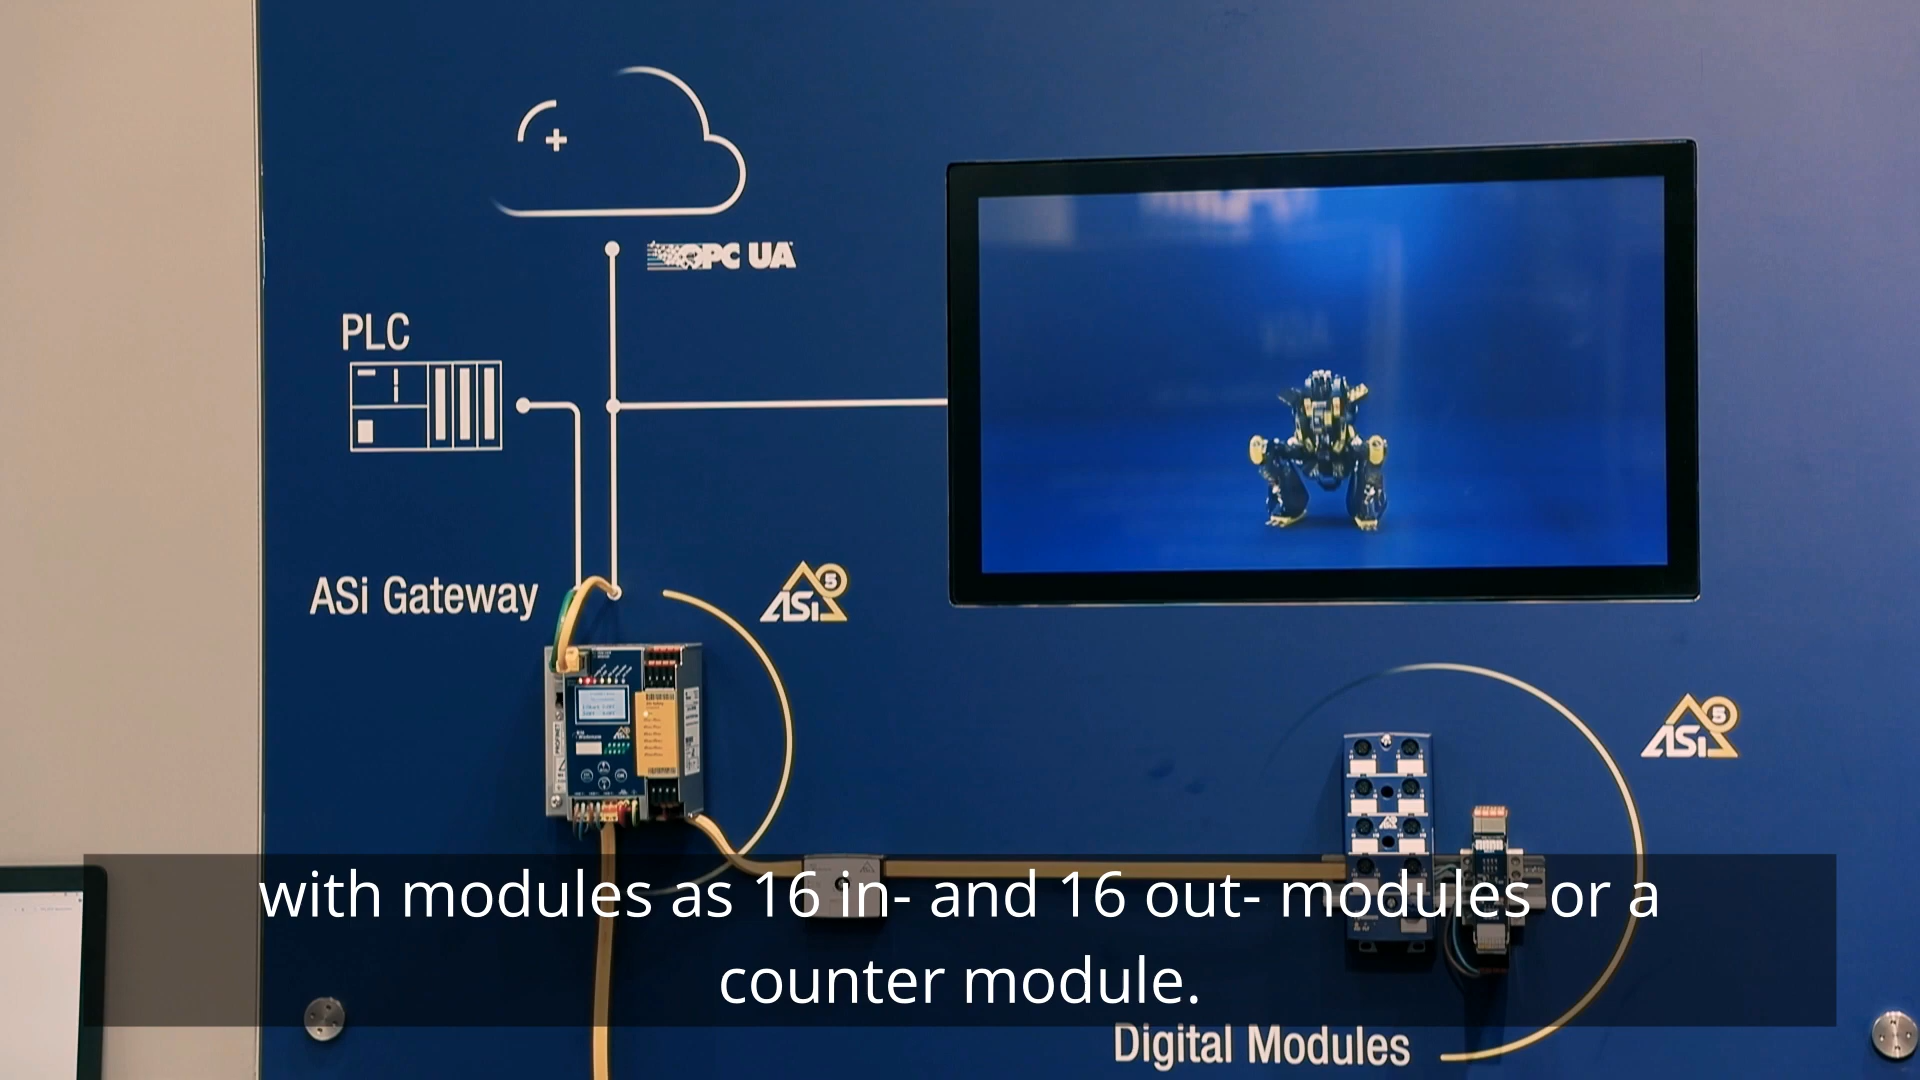 OPC UA
PLC
ASi Gateway
ASi 5
ASi 5
PROFINET
with modules as 16 in- and 16 out- modules or a
counter module.
Digital Modules